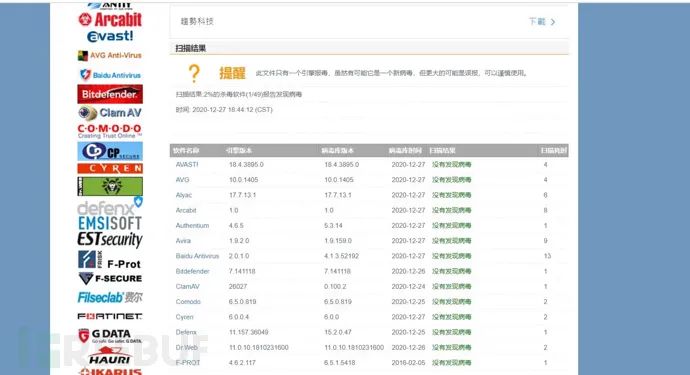 ANTIY
Arcabit
avast!
AVG Anti-Virus
Baidu Antivirus
Bitdefender
Clam AV
COMODO
Creating Trust Online™
CP SECURE
CYREN
defenx
EMSISOFT
ESTsecurity
FRISK F-Prot
F-SECURE
Filseclab 费尔
FORTINET
G DATA
Go safe. Go safer. G DATA.
HAURI
IKARUS
趨勢科技 下載
扫描结果
? 提醒 此文件只有一个引擎报毒，虽然有可能它是一个新病毒，但更大的可能是误报，可以谨慎使用。
扫描结果:2%的杀毒软件(1/49)报告发现病毒
时间: 2020-12-27 18:44:12 (CST)
软件名称 引擎版本 病毒库版本 病毒库时间 扫描结果 扫描耗时
AVAST! 18.4.3895.0 18.4.3895.0 2020-12-27 没有发现病毒 4
AVG 10.0.1405 10.0.1405 2020-12-27 没有发现病毒 4
Alyac 17.7.13.1 17.7.13.1 2020-12-27 没有发现病毒 6
Arcabit 1.0 1.0 2020-12-27 没有发现病毒 8
Authentium 4.6.5 5.3.14 2020-12-27 没有发现病毒 1
Avira 1.9.2.0 1.9.159.0 2020-12-27 没有发现病毒 9
Baidu Antivirus 2.0.1.0 4.1.3.52192 2020-12-27 没有发现病毒 13
Bitdefender 7.141118 7.141118 2020-12-26 没有发现病毒 1
ClamAV 26027 0.100.2 2020-12-24 没有发现病毒 1
Comodo 6.5.0.819 6.5.0.819 2020-12-25 没有发现病毒 2
Cyren 6.0.0.4 6.0.0 2020-12-27 没有发现病毒 2
Defenx 11.157.36049 15.2.0.47 2020-12-25 没有发现病毒 1
Dr.Web 11.0.10.1810231600 11.0.10.1810231600 2020-12-26 没有发现病毒 2
F-PROT 4.6.2.117 6.5.1.5418 2016-02-05 没有发现病毒 1